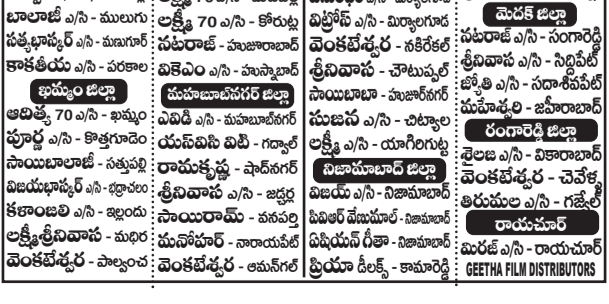 బాలాజీ ఎ/సి - ములుగు
సత్యభాస్కర్ ఎ/సి - మణుగూర్
కాకతీయ ఎ/సి - పరకాల
ఖమ్మం జిల్లా
ఆదిత్య 70 ఎ/సి - ఖమ్మం
పూర్ణ ఎ/సి - కొత్తగూడెం
సాయిబాలాజీ - సత్తుపల్లి
విజయభాస్కర్ ఎ/సి - భద్రాచలం
కళాంజలి ఎ/సి - ఇల్లందు
లక్ష్మీశ్రీనివాస - మధిర
వెంకటేశ్వర - పాల్వంచ
లక్ష్మీ 70 ఎ/సి - కోరుట్ల
నటరాజ్ - హుజూరాబాద్
వికెఎం ఎ/సి - హుస్నాబాద్
మహబూబ్‌నగర్ జిల్లా
ఎవిడి ఎ/సి - మహబూబ్‌నగర్
యస్‌విసి విటి - గద్వాల్
రామకృష్ణ - షాద్‌నగర్
శ్రీనివాస ఎ/సి - జడ్చర్ల
సాయిరామ్ - వనపర్తి
మనోహర్ - నారాయపేట్
వెంకటేశ్వర - ఆమన్‌గల్
విట్రోస్ ఎ/సి - మిర్యాలగూడ
వెంకటేశ్వర - నకిరేకల్
శ్రీనివాస - చౌటుప్పల్
సాయిబాబా - హుజూర్‌నగర్
సుజన ఎ/సి - చిట్యాల
లక్ష్మీ ఎ/సి - యాగిరిగుట్ట
నిజామాబాద్ జిల్లా
విజయ్ ఎ/సి - నిజామాబాద్
పివిఆర్ వేణుమాల్ - నిజామాబాద్
ఏషియన్ గీతా - నిజామాబాద్
ప్రియా డీలక్స్ - కామారెడ్డి
మెదక్ జిల్లా
నటరాజ్ ఎ/సి - సంగారెడ్డి
శ్రీనివాస ఎ/సి - సిద్దిపేట్
జ్యోతి ఎ/సి - సదాశివపేట్
మహేశ్వరి - జహీరాబాద్
రంగారెడ్డి జిల్లా
శైలజ ఎ/సి - వికారాబాద్
వెంకటేశ్వర - చెవెళ్ళ
తిరుమల ఎ/సి - గజ్వేల్
రాయచూర్
మిరజ్ ఎ/సి - రాయచూర్
GEETHA FILM DISTRIBUTORS